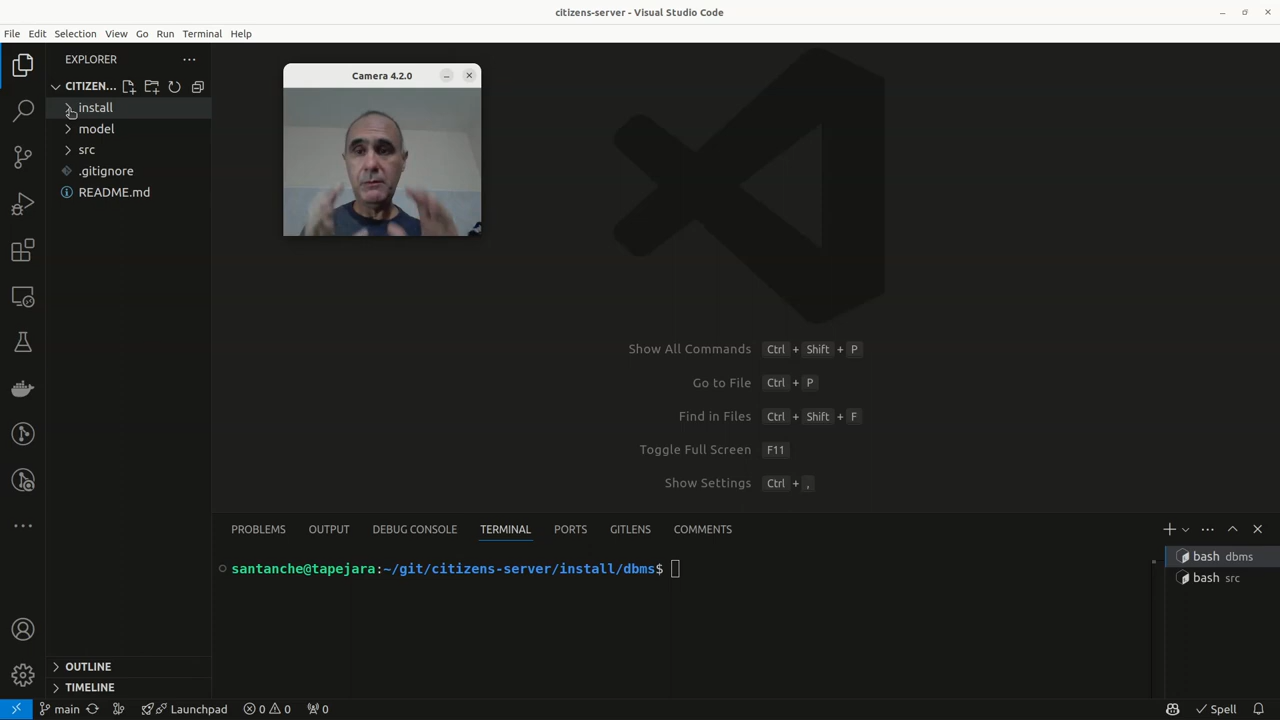 citizens-server - Visual Studio Code
File Edit Selection View Go Run Terminal Help
EXPLORER
CITIZEN...
install
model
src
.gitignore
README.md
OUTLINE
TIMELINE
Camera 4.2.0
Show All Commands Ctrl + Shift + P
Go to File Ctrl + P
Find in Files Ctrl + Shift + F
Toggle Full Screen F11
Show Settings Ctrl + ,
PROBLEMS OUTPUT DEBUG CONSOLE TERMINAL PORTS GITLENS COMMENTS
santanche@tapejara:~/git/citizens-server/install/dbms$
bash dbms
bash src
main Launchpad 0 0 0 Spell